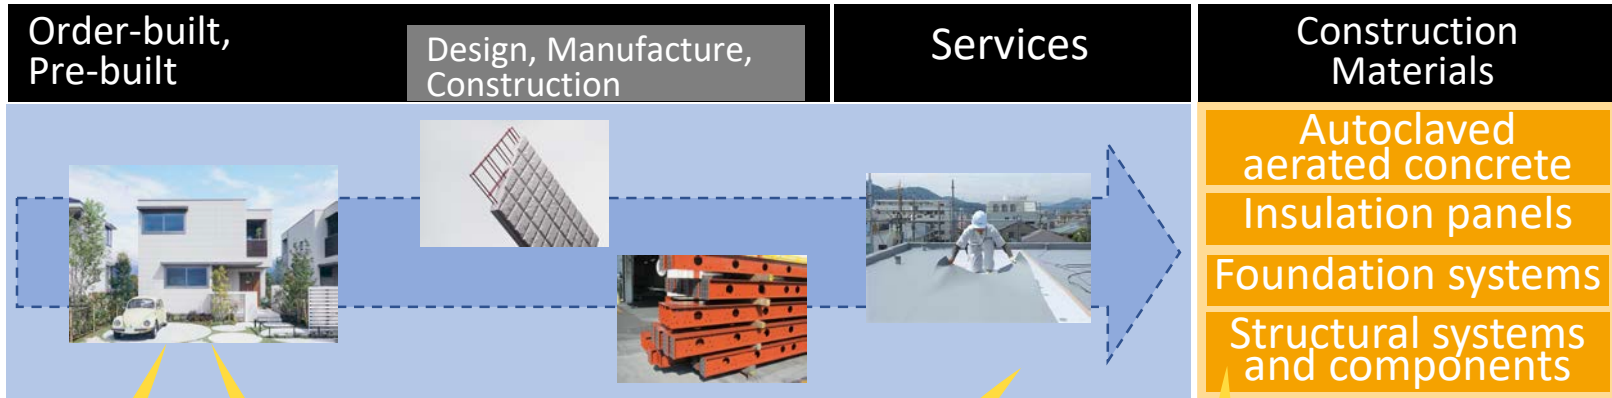 Order-built,
Pre-built
Design, Manufacture,
Construction
Services
Construction
Materials
Autoclaved
aerated concrete
Insulation panels
Foundation systems
Structural systems
and components